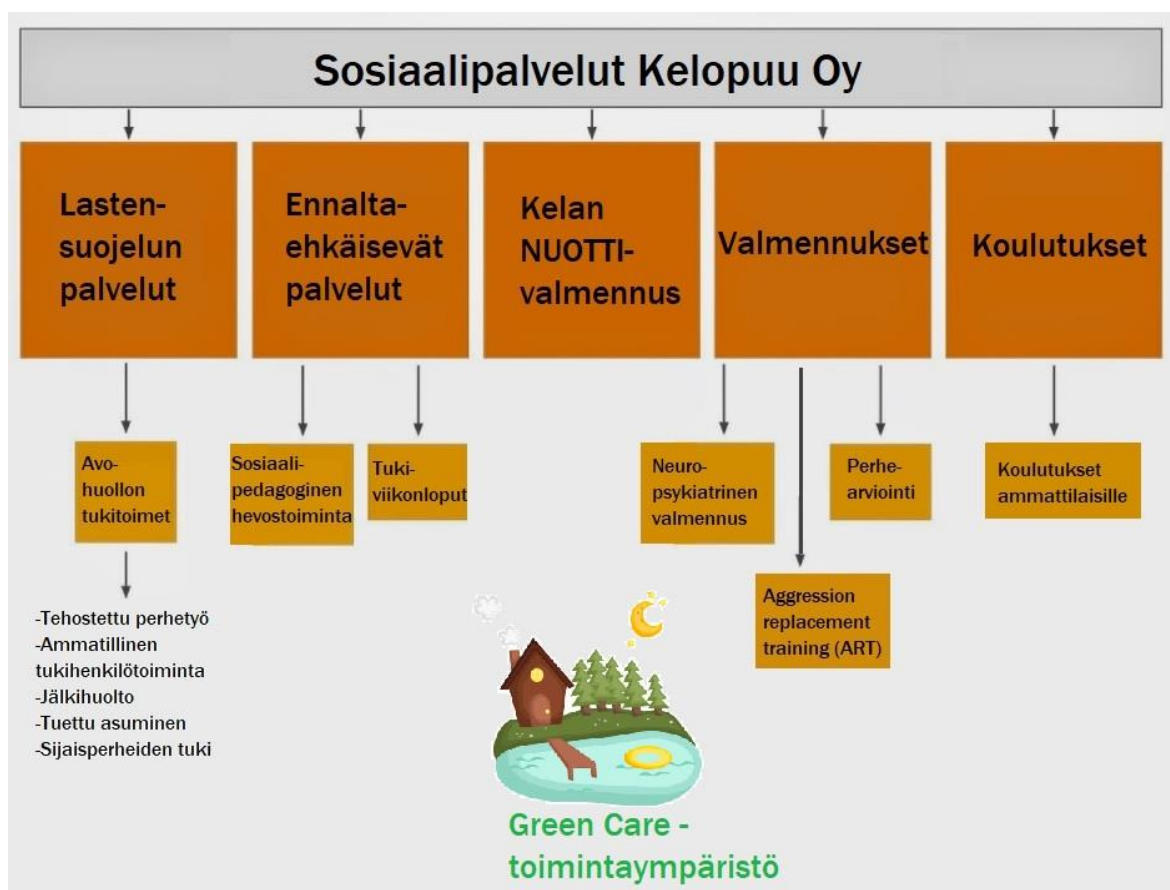 Sosiaalipalvelut Kelopuu Oy
Lasten-
suojelun
palvelut
Ennalta-
ehkäisevät
palvelut
Kelan
NUOTTI-
valmennus
Valmennukset
Koulutukset
Avo-
huollon
tukitoimet
Sosiaali-
pedagoginen
hevostoiminta
Tuki-
viikonloput
Neuro-
psykiatrinen
valmennus
Perhe-
arviointi
Koulutukset
ammattilaisille
-Tehostettu perhetyö
-Ammatillinen
tukihenkilötoiminta
-Jälkihuolto
-Tuettu asuminen
-Sijaisperheiden tuki
Aggression
replacement
training (ART)
Green Care -
toimintaympäristö